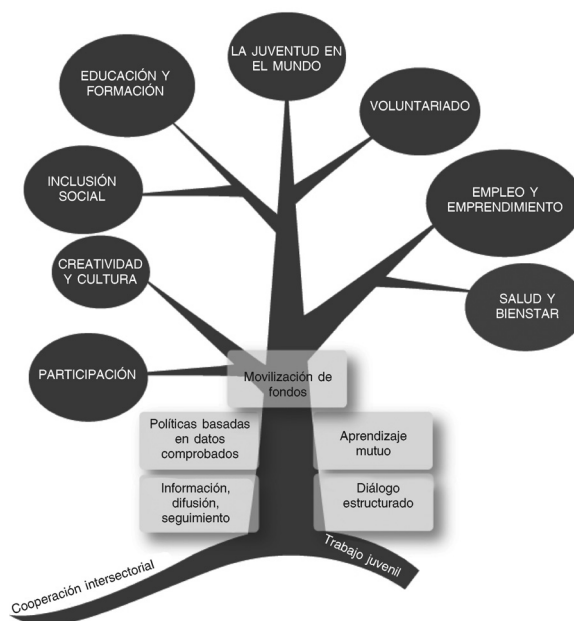 LA JUVENTUD EN
EL MUNDO
EDUCACIÓN Y
FORMACIÓN
VOLUNTARIADO
INCLUSIÓN
SOCIAL
EMPLEO Y
EMPRENDIMIENTO
CREATIVIDAD
Y CULTURA
SALUD Y
BIENSTAR
PARTICIPACIÓN
Movilización de
fondos
Políticas basadas
en datos
comprobados
Aprendizaje
mutuo
Información,
difusión,
seguimiento
Diálogo
estructurado
Cooperación intersectorial
Trabajo juvenil